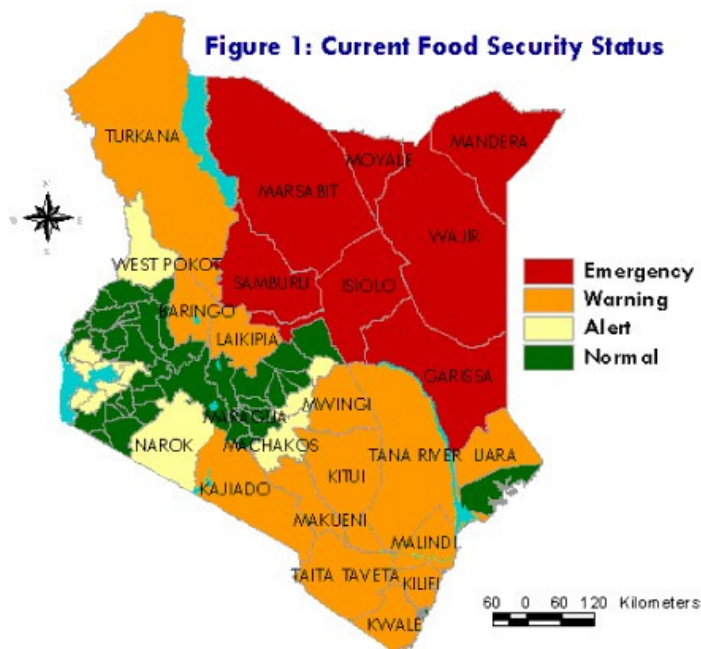 Figure 1: Current Food Security Status
TURKANA
MANDERA
MOYALE
MARSABIT
WAJIR
WEST POKOT
SAMBURU
ISIOLO
BARINGO
LAIKIPIA
GARISSA
MWINGI
MARAGUA
NAROK
MACHAKOS
TANA RIVER
IJARA
KITUI
KAJIADO
MAKUENI
MALINDI
TAITA TAVETA
KILIFI
KWALE
Emergency
Warning
Alert
Normal
60 0 60 120 Kilometers